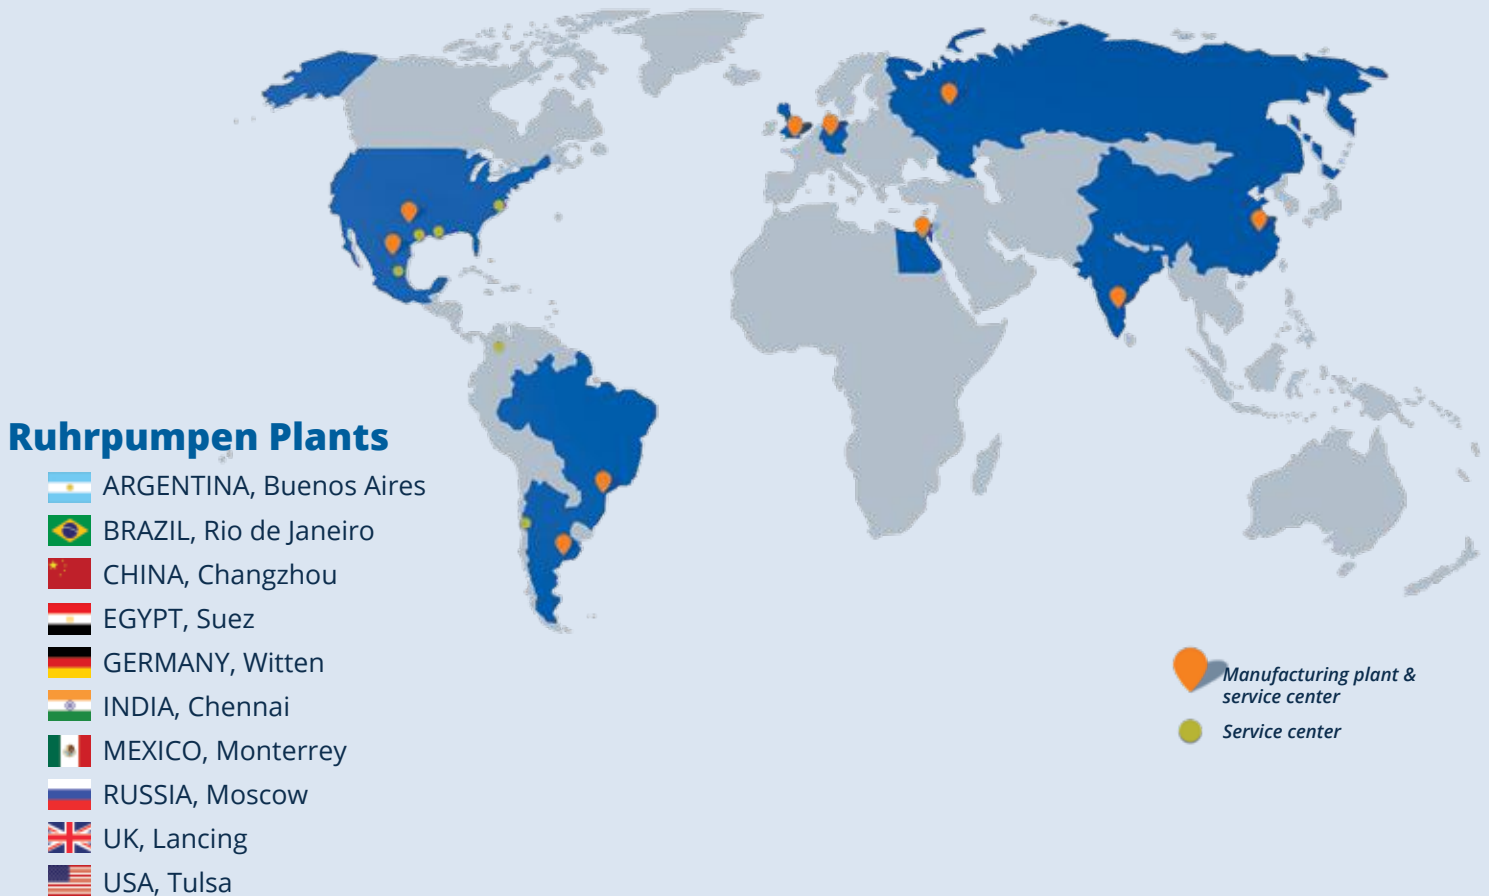 Ruhrpumpen Plants
ARGENTINA, Buenos Aires
BRAZIL, Rio de Janeiro
CHINA, Changzhou
EGYPT, Suez
GERMANY, Witten
INDIA, Chennai
MEXICO, Monterrey
RUSSIA, Moscow
UK, Lancing
USA, Tulsa
Manufacturing plant &
service center
Service center